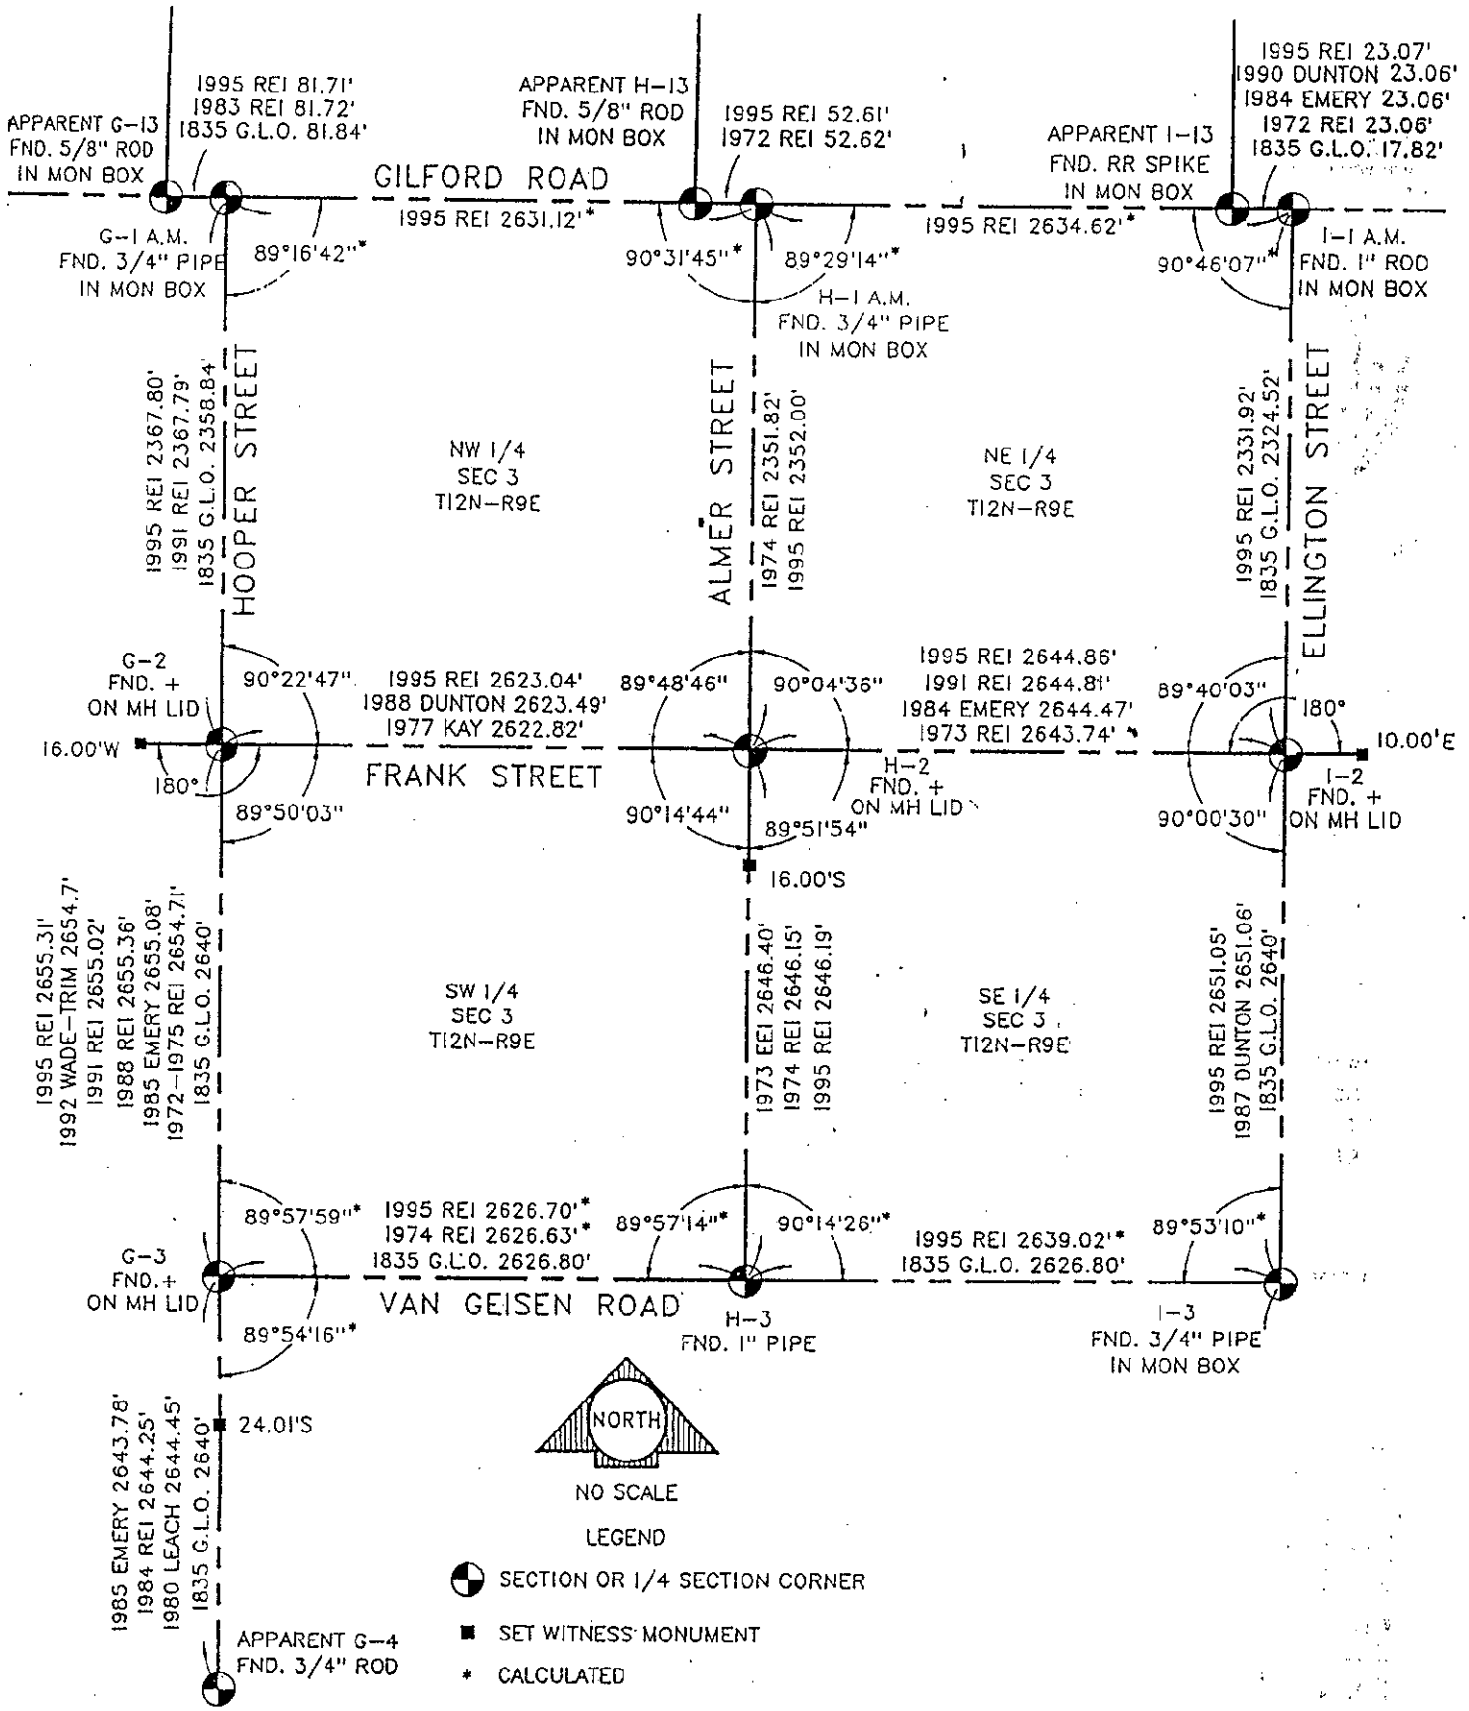 1995 REI 81.71'
1983 REI 81.72'
1835 G.L.O. 81.84'
APPARENT G-13
FND. 5/8" ROD
IN MON BOX
APPARENT H-13
FND. 5/8" ROD
IN MON BOX
1995 REI 52.61'
1972 REI 52.62'
1995 REI 23.07'
1990 DUNTON 23.06'
1984 EMERY 23.06'
1972 REI 23.06'
1835 G.L.O. 17.82'
APPARENT I-13
FND. RR SPIKE
IN MON BOX
GILFORD ROAD
1995 REI 2631.12'*
1995 REI 2634.62'*
G-1 A.M.
FND. 3/4" PIPE
IN MON BOX
89°16'42"*
90°31'45"*
89°29'14"*
H-1 A.M.
FND. 3/4" PIPE
IN MON BOX
90°46'07"*
I-1 A.M.
FND. 1" ROD
IN MON BOX
1995 REI 2367.80'
1991 REI 2367.79'
1835 G.L.O. 2358.84'
HOOPER STREET
NW 1/4
SEC 3
T12N-R9E
ALMER STREET
1974 REI 2351.82'
1995 REI 2352.00'
NE 1/4
SEC 3
T12N-R9E
1995 REI 2331.92'
1835 G.L.O. 2324.52'
ELLINGTON STREET
G-2
FND. +
ON MH LID
16.00'W
180°
90°22'47"
89°50'03"
1995 REI 2623.04'
1988 DUNTON 2623.49'
1977 KAY 2622.82'
FRANK STREET
89°48'46"
90°04'36"
90°14'44"
89°51'54"
1995 REI 2644.86'
1991 REI 2644.81'
1984 EMERY 2644.47'
1973 REI 2643.74'
H-2
FND. +
ON MH LID
16.00'S
89°40'03"
180°
10.00'E
90°00'30"
I-2
FND. +
ON MH LID
1995 REI 2655.31'
1992 WADE-TRIM 2654.7'
1991 REI 2655.02'
1988 REI 2655.36'
1985 EMERY 2655.08'
1972-1975 REI 2654.71'
1835 G.L.O. 2640'
SW 1/4
SEC 3
T12N-R9E
1973 EEI 2646.40'
1974 REI 2646.15'
1995 REI 2646.19'
SE 1/4
SEC 3
T12N-R9E
1995 REI 2651.05'
1987 DUNTON 2651.06'
1835 G.L.O. 2640'
G-3
FND. +
ON MH LID
89°57'59"*
89°54'16"*
1995 REI 2626.70'*
1974 REI 2626.63'*
1835 G.L.O. 2626.80'
VAN GEISEN ROAD
89°57'14"*
90°14'26"*
H-3
FND. 1" PIPE
1995 REI 2639.02'*
1835 G.L.O. 2626.80'
89°53'10"*
I-3
FND. 3/4" PIPE
IN MON BOX
1985 EMERY 2643.78'
1984 REI 2644.25'
1980 LEACH 2644.45'
1835 G.L.O. 2640'
24.01'S
APPARENT G-4
FND. 3/4" ROD
NORTH
NO SCALE
LEGEND
SECTION OR 1/4 SECTION CORNER
SET WITNESS MONUMENT
* CALCULATED